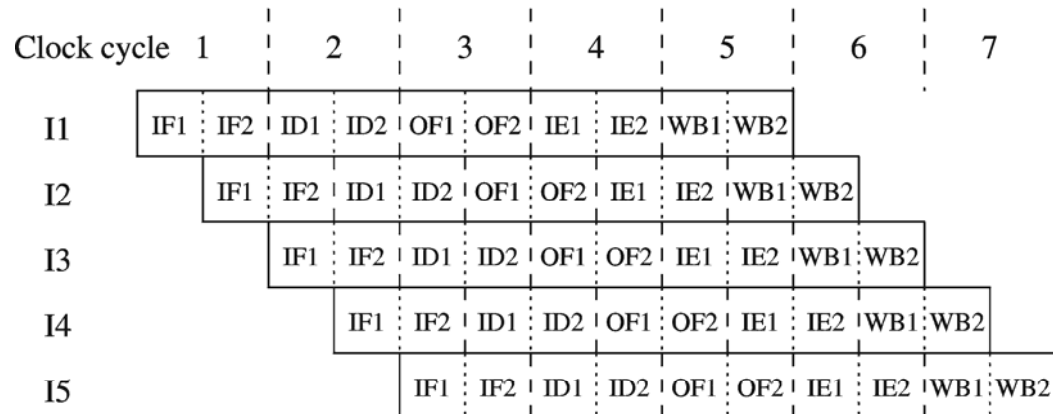 Clock cycle 1 2 3 4 5 6 7
I1 IF1 IF2 ID1 ID2 OF1 OF2 IE1 IE2 WB1 WB2
I2 IF1 IF2 ID1 ID2 OF1 OF2 IE1 IE2 WB1 WB2
I3 IF1 IF2 ID1 ID2 OF1 OF2 IE1 IE2 WB1 WB2
I4 IF1 IF2 ID1 ID2 OF1 OF2 IE1 IE2 WB1 WB2
I5 IF1 IF2 ID1 ID2 OF1 OF2 IE1 IE2 WB1 WB2